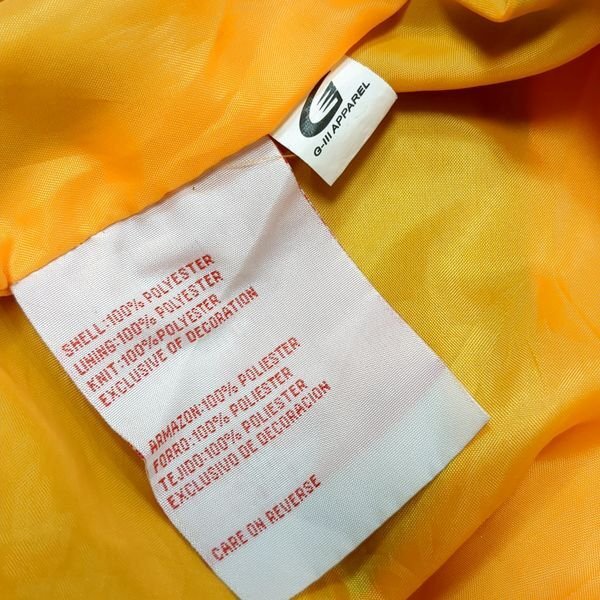 G-III APPAREL
SHELL:100% POLYESTER
LINING:100% POLYESTER
KNIT:100%POLYESTER
EXCLUSIVE OF DECORATION
ARMAZON:100% POLIESTER
FORRO:100% POLIESTER
TEJIDO:100% POLIESTER
EXCLUSIVO DE DECORACION
CARE ON REVERSE